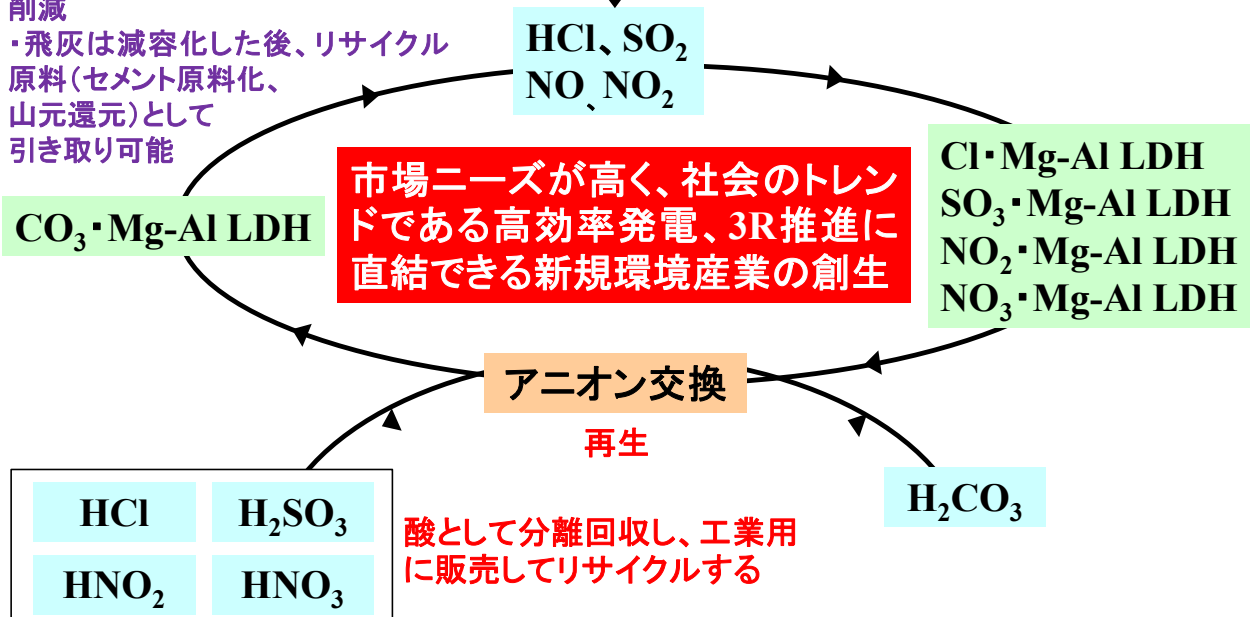 削減
・飛灰は減容化した後、リサイクル
原料（セメント原料化、
山元還元）として
引き取り可能
HCl、SO₂
NO、NO₂
CO₃・Mg-Al LDH
市場ニーズが高く、社会のトレン
ドである高効率発電、3R推進に
直結できる新規環境産業の創生
Cl・Mg-Al LDH
SO₃・Mg-Al LDH
NO₂・Mg-Al LDH
NO₃・Mg-Al LDH
アニオン交換
再生
HCl
H₂SO₃
HNO₂
HNO₃
酸として分離回収し、工業用
に販売してリサイクルする
H₂CO₃